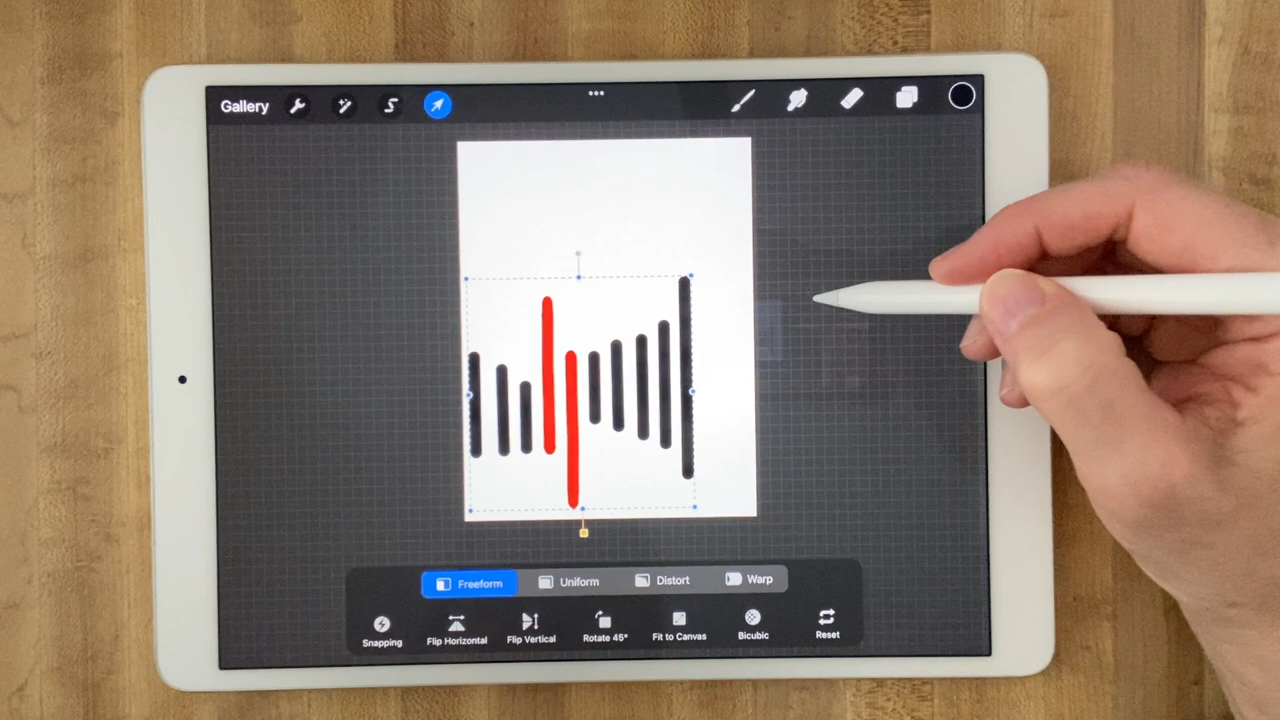 Gallery
Freeform Uniform Distort Warp
Snapping Flip Horizontal Flip Vertical Rotate 45° Fit to Canvas Bicubic Reset